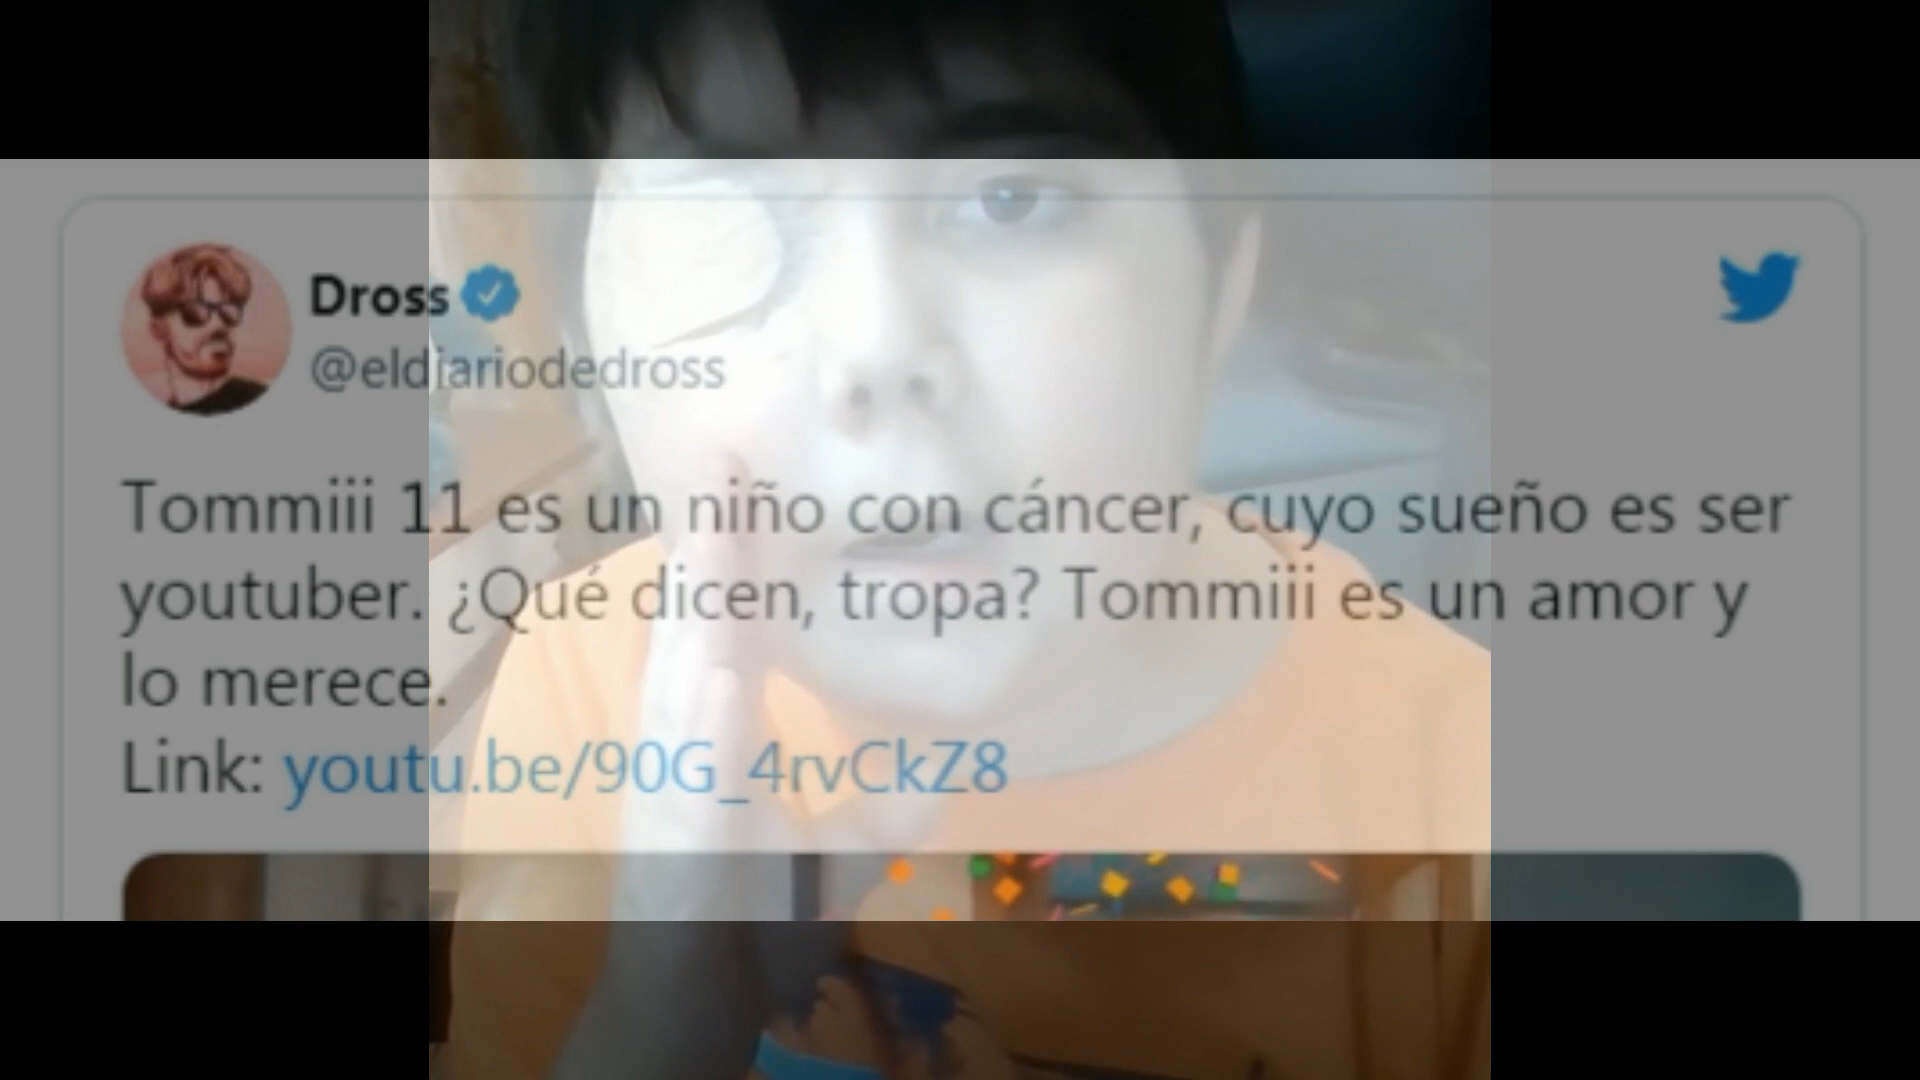 Dross
@eldiariodedross
Tommiii 11 es un niño con cáncer, cuyo sueño es ser
youtuber. ¿Qué dicen, tropa? Tommiii es un amor y
lo merece.
Link: youtu.be/90G_4rvCkZ8